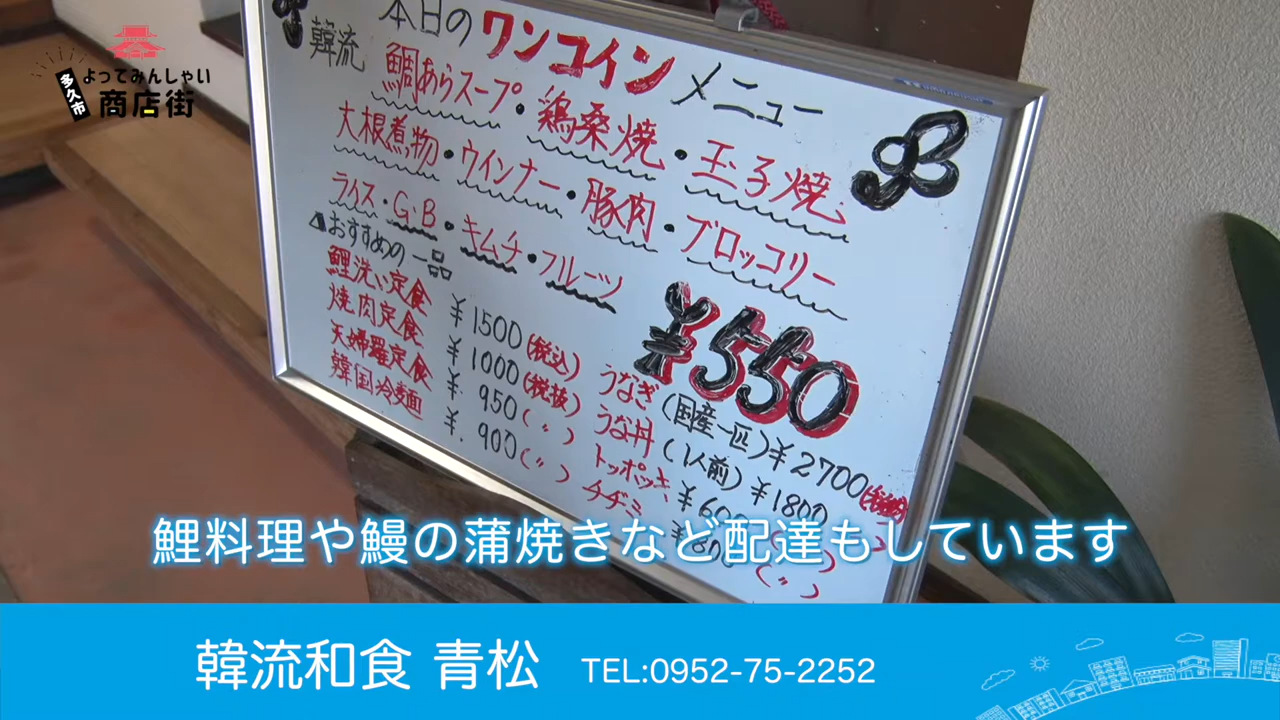 多久市
よってみんしゃい
商店街
韓流
本日のワンコインメニュー
鯛あらスープ・鶏桑焼・玉子焼
大根煮物・ウインナー・豚肉・ブロッコリー
ライス・G・B・キムチ・フルーツ
おすすめの一品
鯉洗い定食 ¥1500(税込)
焼肉定食 ¥1000(税抜)
天婦羅定食 ¥.950(〃)
韓国冷麺 ¥.900(〃)
¥550
うなぎ(国産一匹)¥2700
うな丼(1人前)¥1800
トッポッキ ¥600
チヂミ ¥800(〃)
鯉料理や鰻の蒲焼きなど配達もしています
韓流和食 青松 TEL:0952-75-2252